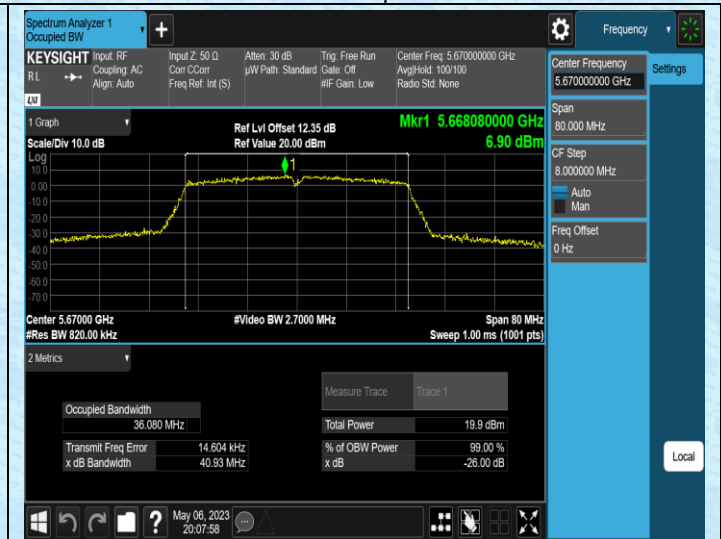 Spectrum Analyzer 1
Occupied BW
+
Frequency
KEYSIGHT Input: RF Input Z: 50 Ω Atten: 30 dB Trig: Free Run Center Freq: 5.670000000 GHz
RL Coupling: AC Corr CCorr µW Path: Standard Gate: Off Avg|Hold: 100/100
Align: Auto Freq Ref: Int (S) #IF Gain: Low Radio Std: None
LXI
Center Frequency
5.670000000 GHz
Settings
Span
80.000 MHz
CF Step
8.000000 MHz
Auto
Man
Freq Offset
0 Hz
1 Graph Ref Lvl Offset 12.35 dB Mkr1 5.668080000 GHz
Scale/Div 10.0 dB Ref Value 20.00 dBm 6.90 dBm
Log
10.0
0.00
-10.0
-20.0
-30.0
-40.0
-50.0
-60.0
-70.0
1
Center 5.67000 GHz #Video BW 2.7000 MHz Span 80 MHz
#Res BW 820.00 kHz Sweep 1.00 ms (1001 pts)
2 Metrics
Measure Trace Trace 1
Occupied Bandwidth
36.080 MHz Total Power 19.9 dBm
Transmit Freq Error 14.604 kHz % of OBW Power 99.00 %
x dB Bandwidth 40.93 MHz x dB -26.00 dB
Local
? May 06, 2023
20:07:58